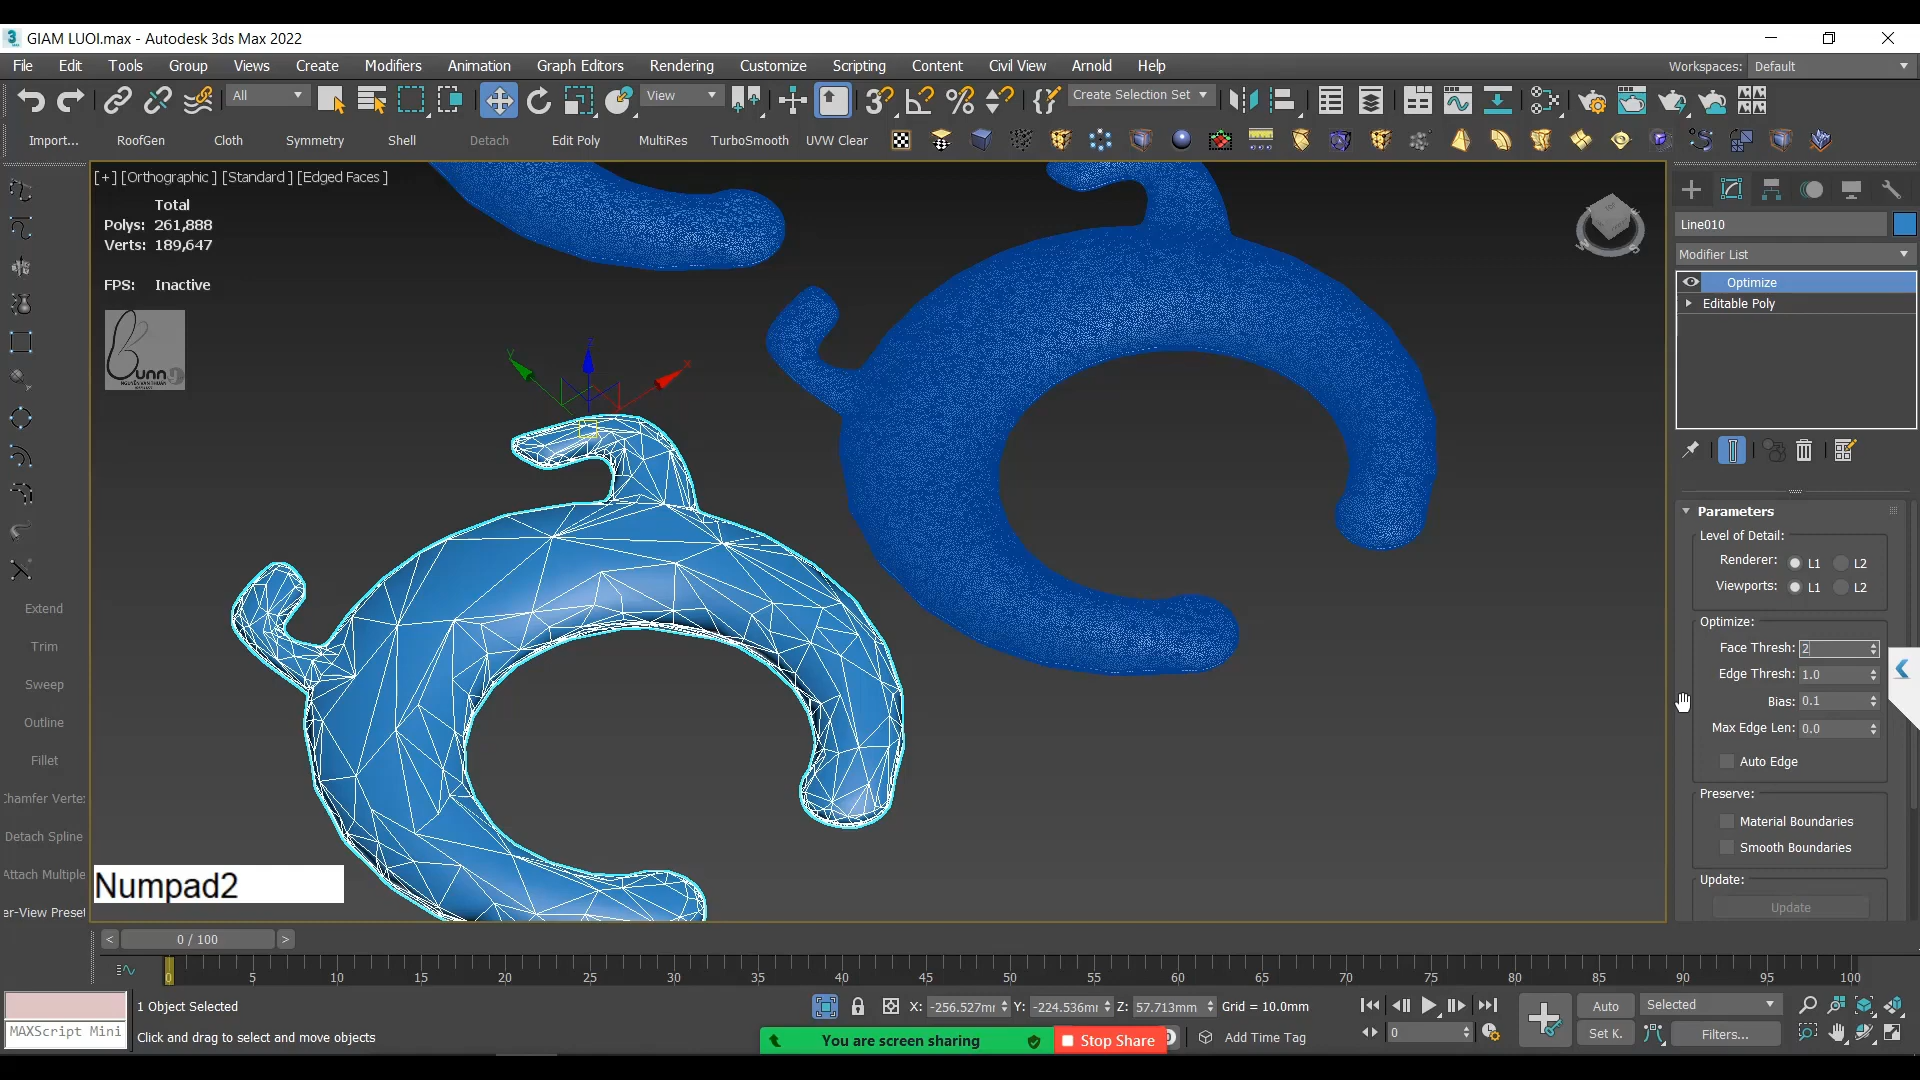 GIAM LUOI.max - Autodesk 3ds Max 2022
File Edit Tools Group Views Create Modifiers Animation Graph Editors Rendering Customize Scripting Content Civil View Arnold Help
Workspaces: Default
All View Create Selection Set
Import... RoofGen Cloth Symmetry Shell Detach Edit Poly MultiRes TurboSmooth UVW Clear
[+] [Orthographic ] [Standard ] [Edged Faces ]
Total
Polys: 261,888
Verts: 189,647
FPS: Inactive
Bunny
NGUYỄN VĂN THUẬN
Line010
Modifier List
Optimize
Editable Poly
Parameters
Level of Detail:
Renderer: L1 L2
Viewports: L1 L2
Optimize:
Face Thresh: 2
Edge Thresh: 1.0
Bias: 0.1
Max Edge Len: 0.0
Auto Edge
Preserve:
Material Boundaries
Smooth Boundaries
Update:
Update
Extend
Trim
Sweep
Outline
Fillet
Chamfer Vertex
Detach Spline
Attach Multiple
er-View Preset
Numpad2
< 0 / 100 >
0 5 10 15 20 25 30 35 40 45 50 55 60 65 70 75 80 85 90 95 100
1 Object Selected
X: -256.527mm Y: -224.536mm Z: 57.713mm Grid = 10.0mm
Auto Selected
MAXScript Mini
Click and drag to select and move objects
You are screen sharing Stop Share
Add Time Tag
0
Set K. Filters...